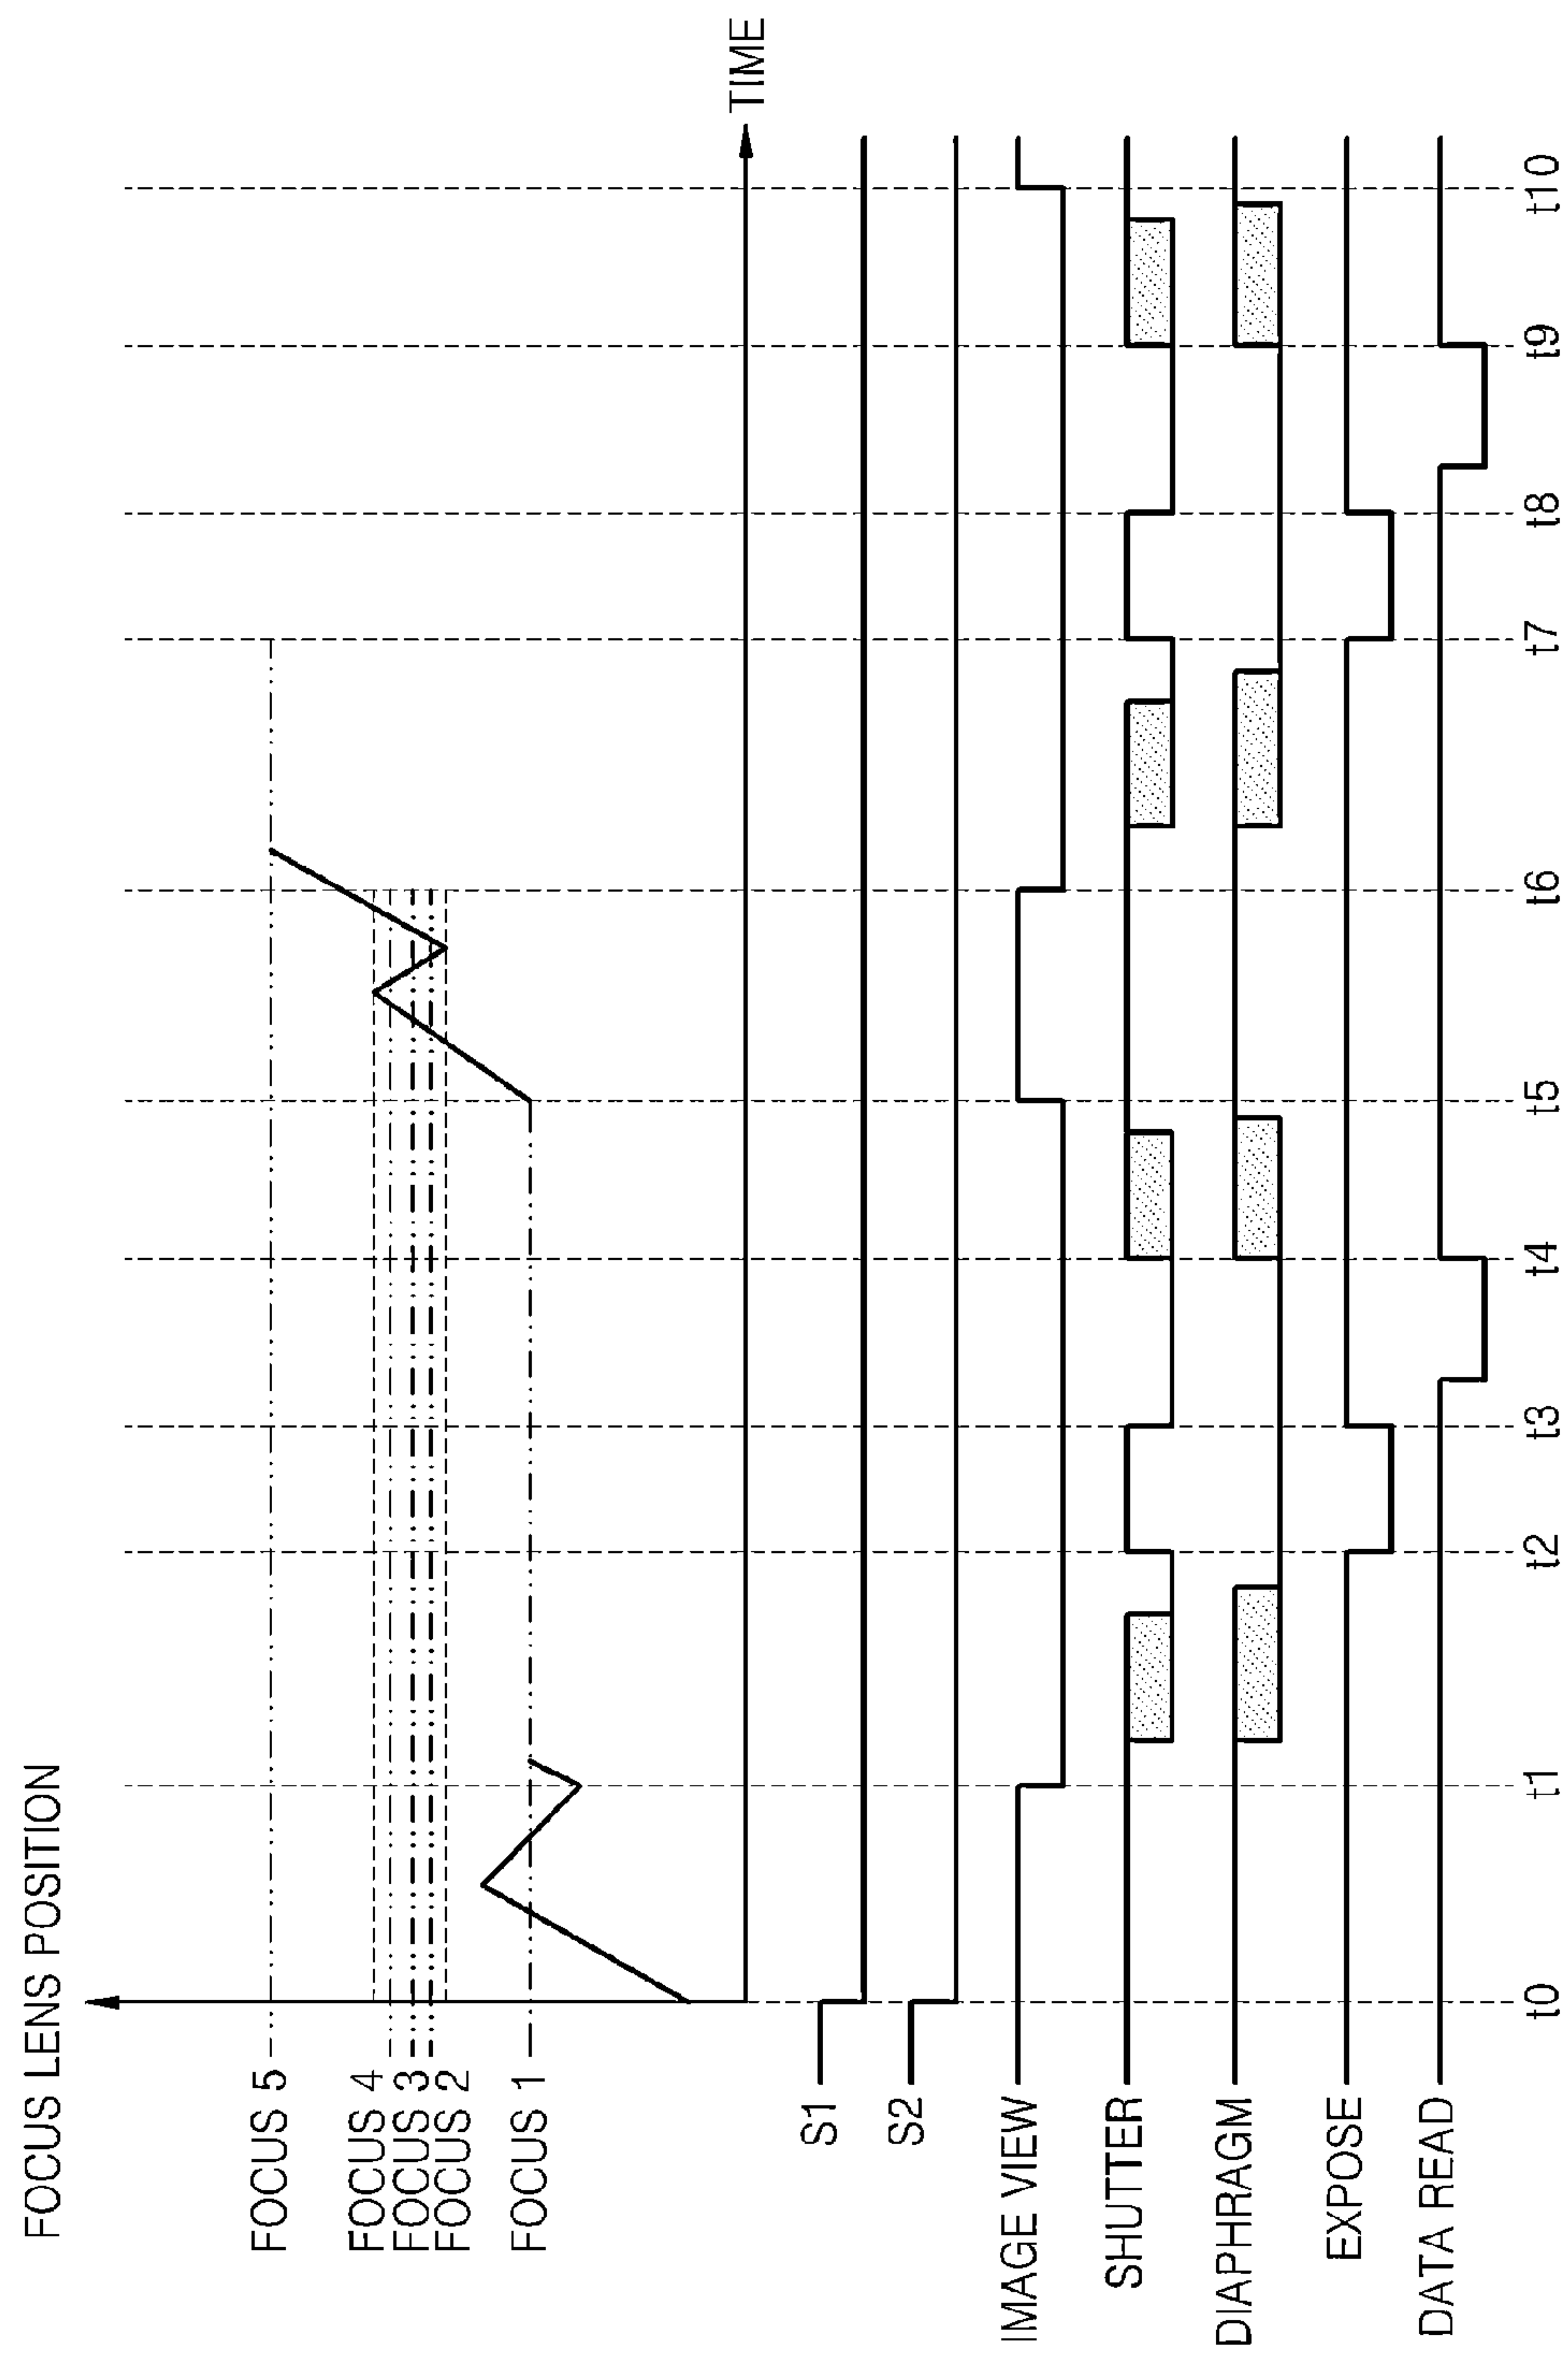 FOCUS LENS POSITION
FOCUS 5
FOCUS 4
FOCUS 3
FOCUS 2
FOCUS 1
TIME
S1
S2
IMAGE VIEW
SHUTTER
DIAPHRAGM
EXPOSE
DATA READ
t0 t1 t2 t3 t4 t5 t6 t7 t8 t9 t10